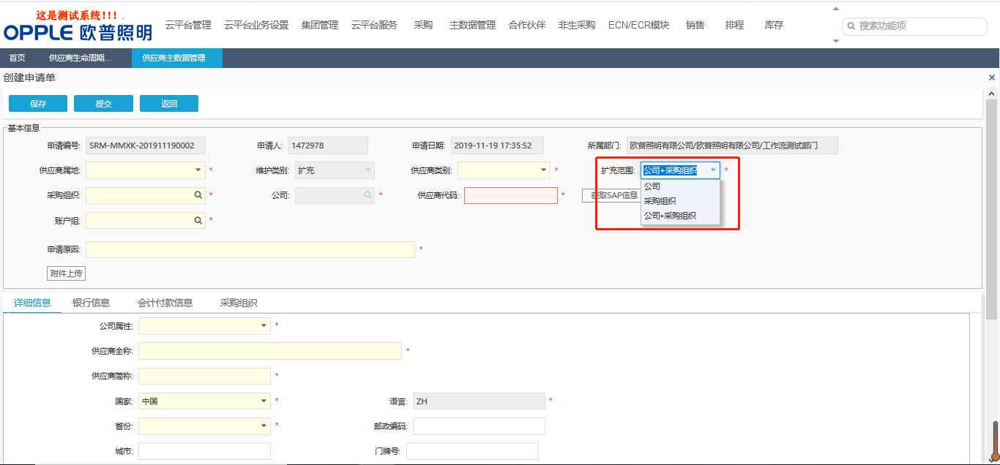 这是测试系统!!! .
OPPLE 欧普照明
云平台管理 云平台业务设置 集团管理 云平台服务 采购 主数据管理 合作伙伴 非生采购 ECN/ECR模块 销售 排程 库存
搜索功能项
首页 供应商生命周期... 供应商主数据管理
创建申请单
保存 提交 返回
基本信息
申请编号: SRM-MMXK-201911190002 申请人: 1472978 申请日期: 2019-11-19 17:35:52 所属部门: 欧普照明有限公司/欧普照明有限公司/工作流测试部门
供应商属地: * 维护类别: 扩充 供应商类别: * 扩充范围: 公司+采购组织 *
公司
采购组织
公司+采购组织
采购组织: * 公司: * 供应商代码: * 获取SAP信息
账户组: *
申请原因: *
附件上传
详细信息 银行信息 会计付款信息 采购组织
公司属性: *
供应商全称: *
供应商简称: *
国家: 中国 * 语言: ZH *
省份: * 邮政编码:
城市: 门牌号: